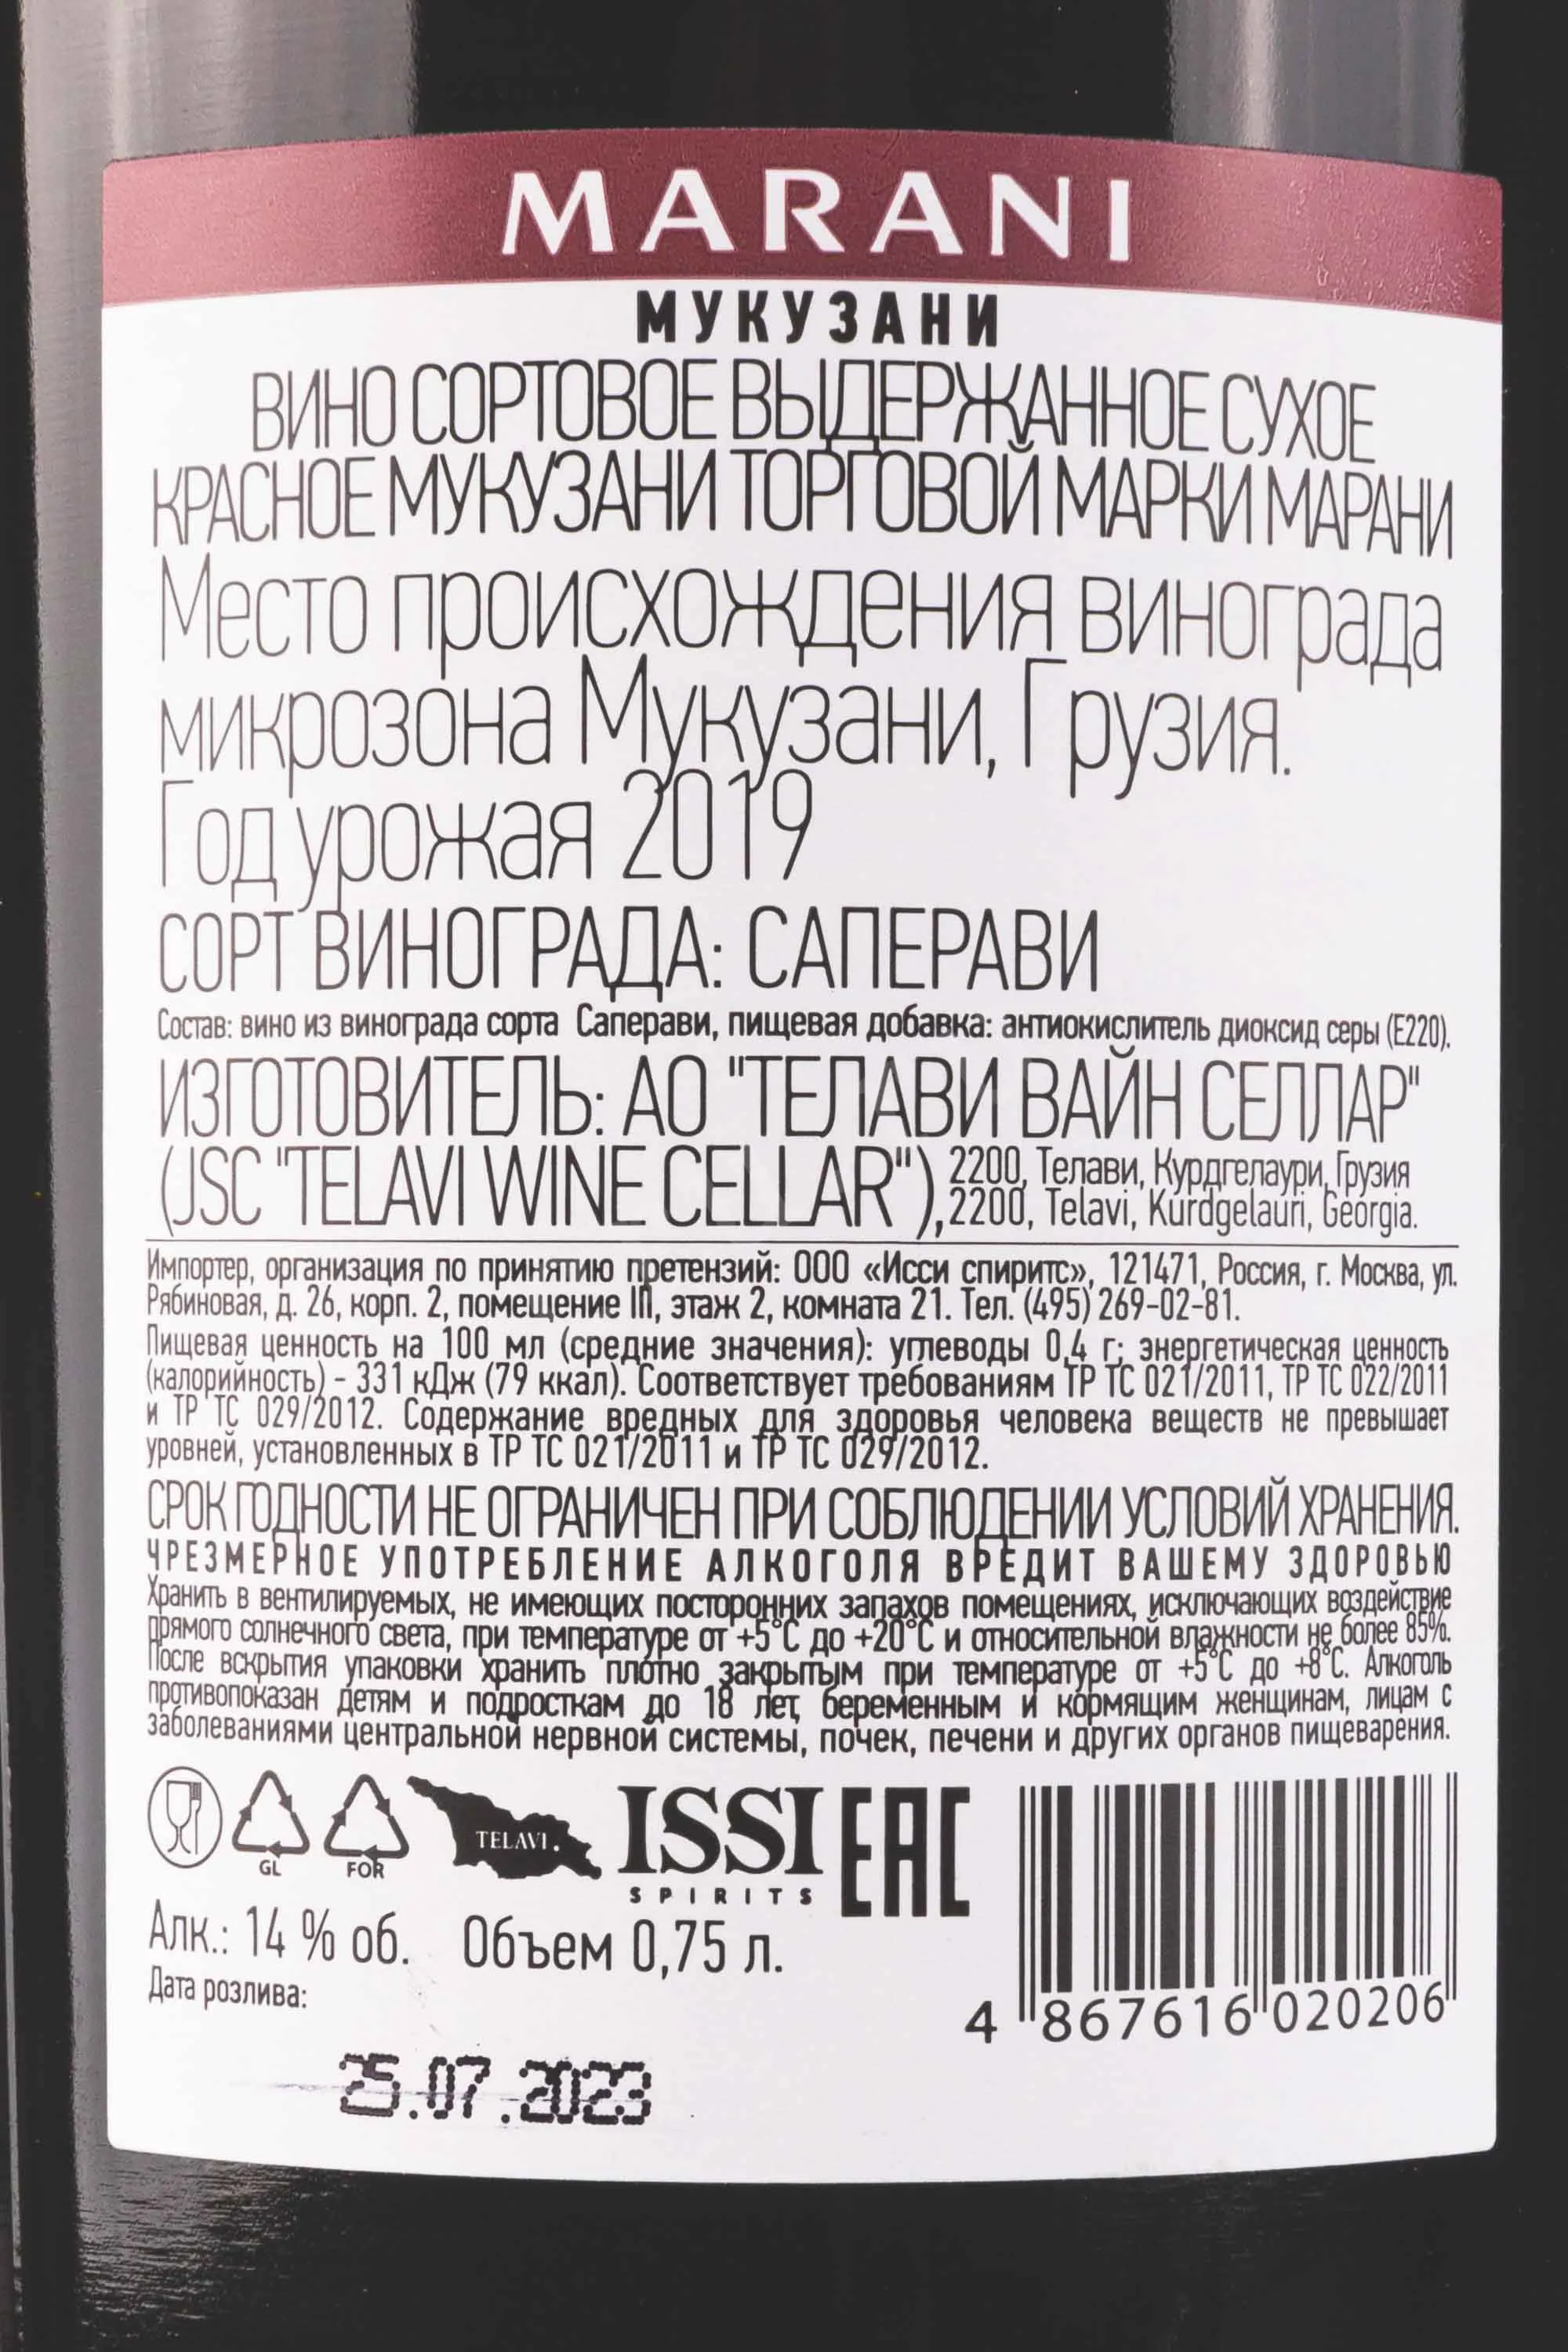 MARANI
МУКУЗАНИ
ВИНО СОРТОВОЕ ВЫДЕРЖАННОЕ СУХОЕ
КРАСНОЕ МУКУЗАНИ ТОРГОВОЙ МАРКИ МАРАНИ
Место происхождения винограда
микрозона Мукузани, Грузия.
Год урожая 2019
СОРТ ВИНОГРАДА: САПЕРАВИ
Состав: вино из винограда сорта Саперави, пищевая добавка: антиокислитель диоксид серы (Е220).
ИЗГОТОВИТЕЛЬ: АО "ТЕЛАВИ ВАЙН СЕЛЛАР"
(JSC "TELAVI WINE CELLAR"), 2200, Телави, Курдгелаури, Грузия
2200, Telavi, Kurdgelauri, Georgia.
Импортер, организация по принятию претензий: ООО «Исси спиритс», 121471, Россия, г. Москва, ул.
Рябиновая, д. 26, корп. 2, помещение III, этаж 2, комната 21. Тел. (495) 269-02-81.
Пищевая ценность на 100 мл (средние значения): углеводы 0,4 г; энергетическая ценность
(калорийность) - 331 кДж (79 ккал). Соответствует требованиям ТР ТС 021/2011, ТР ТС 022/2011
и ТР ТС 029/2012. Содержание вредных для здоровья человека веществ не превышает
уровней, установленных в ТР ТС 021/2011 и ТР ТС 029/2012.
СРОК ГОДНОСТИ НЕ ОГРАНИЧЕН ПРИ СОБЛЮДЕНИИ УСЛОВИЙ ХРАНЕНИЯ.
ЧРЕЗМЕРНОЕ УПОТРЕБЛЕНИЕ АЛКОГОЛЯ ВРЕДИТ ВАШЕМУ ЗДОРОВЬЮ
Хранить в вентилируемых, не имеющих посторонних запахов помещениях, исключающих воздействие
прямого солнечного света, при температуре от +5°С до +20°С и относительной влажности не более 85%.
После вскрытия упаковки хранить плотно закрытым при температуре от +5°С до +8°С. Алкоголь
противопоказан детям и подросткам до 18 лет, беременным и кормящим женщинам, лицам с
заболеваниями центральной нервной системы, почек, печени и других органов пищеварения.
GL FOR TELAVI. ISSI SPIRITS EAC
Алк.: 14 % об. Объем 0,75 л.
Дата розлива:
4 867616 020206
25.07.2023